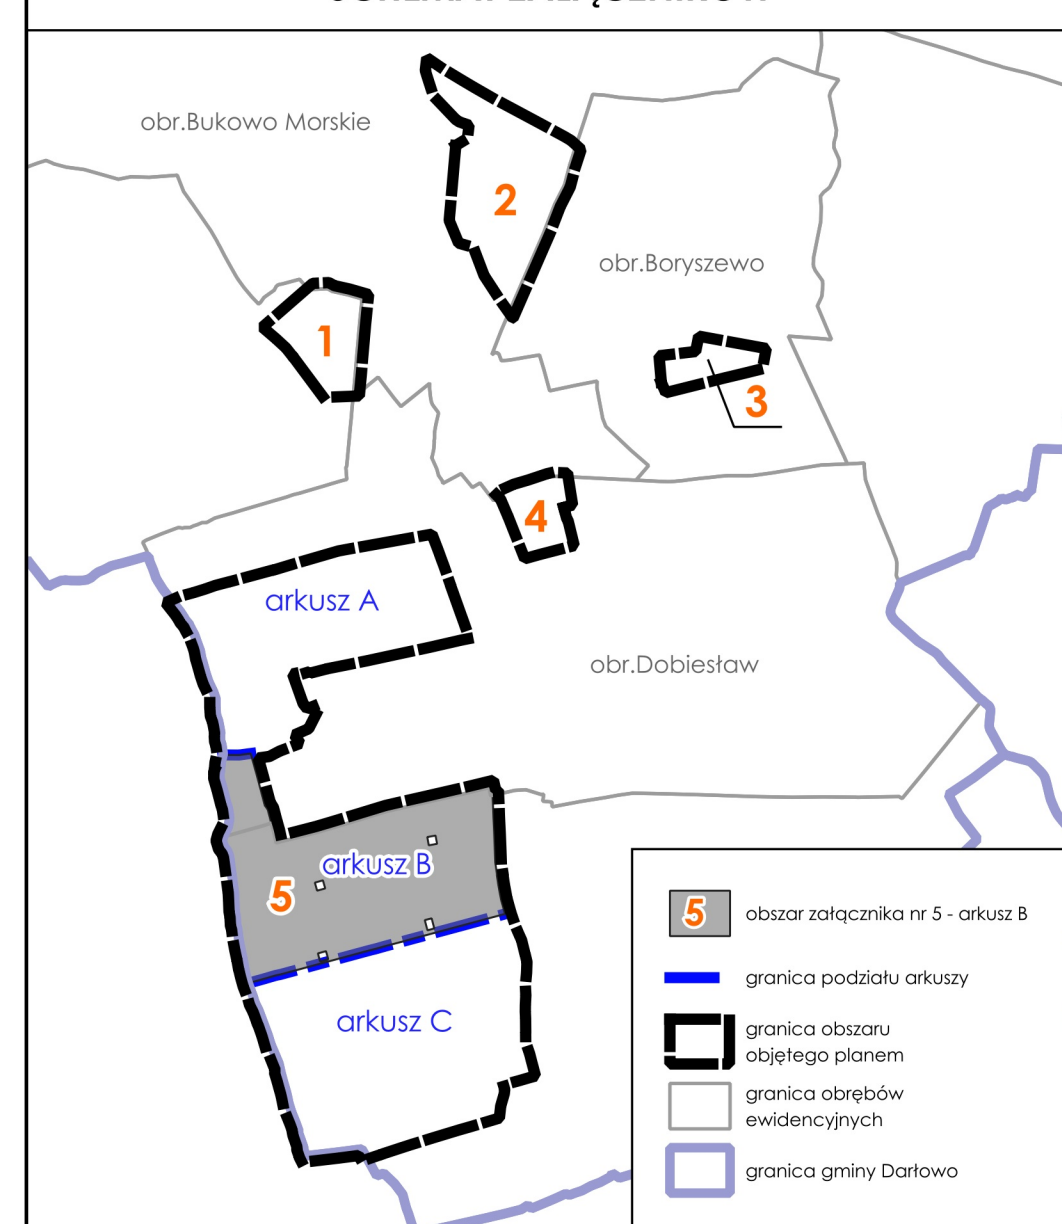 obr.Bukowo Morskie
2
obr.Boryszewo
1
3
4
arkusz A
obr.Dobiesław
arkusz B
5
arkusz C
5
obszar załącznika nr 5 - arkusz B
granica podziału arkuszy
granica obszaru
objętego planem
granica obrębów
ewidencyjnych
granica gminy Darłowo